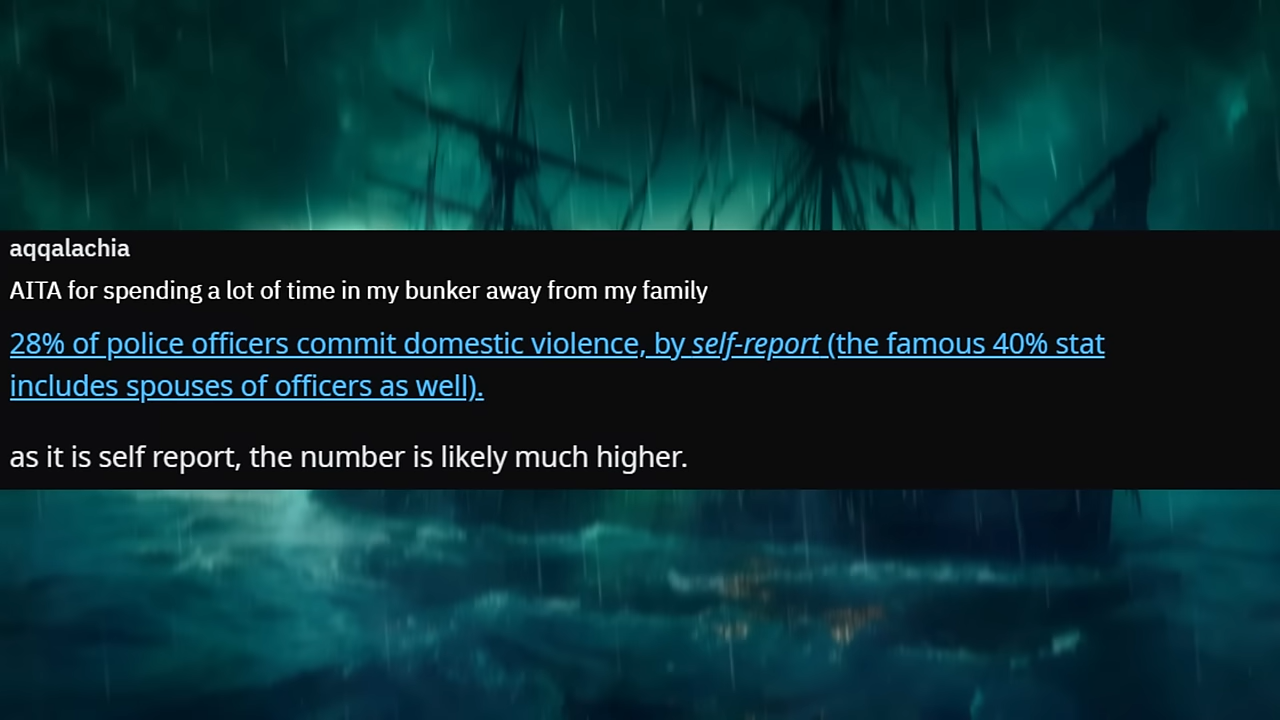 aqqalachia
AITA for spending a lot of time in my bunker away from my family
28% of police officers commit domestic violence, by self-report (the famous 40% stat
includes spouses of officers as well).
as it is self report, the number is likely much higher.